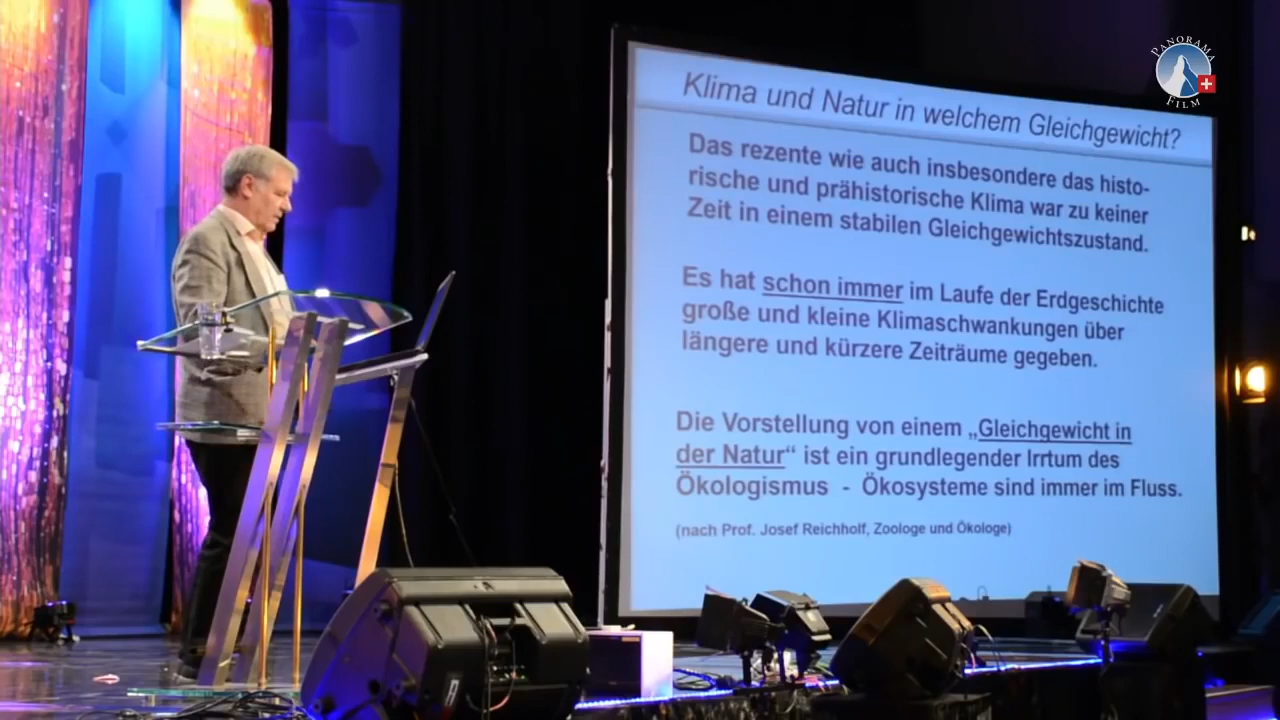 PANORAMA
FILM
Klima und Natur in welchem Gleichgewicht?
Das rezente wie auch insbesondere das histo-
rische und prähistorische Klima war zu keiner
Zeit in einem stabilen Gleichgewichtszustand.
Es hat schon immer im Laufe der Erdgeschichte
große und kleine Klimaschwankungen über
längere und kürzere Zeiträume gegeben.
Die Vorstellung von einem „Gleichgewicht in
der Natur“ ist ein grundlegender Irrtum des
Ökologismus - Ökosysteme sind immer im Fluss.
(nach Prof. Josef Reichholf, Zoologe und Ökologe)